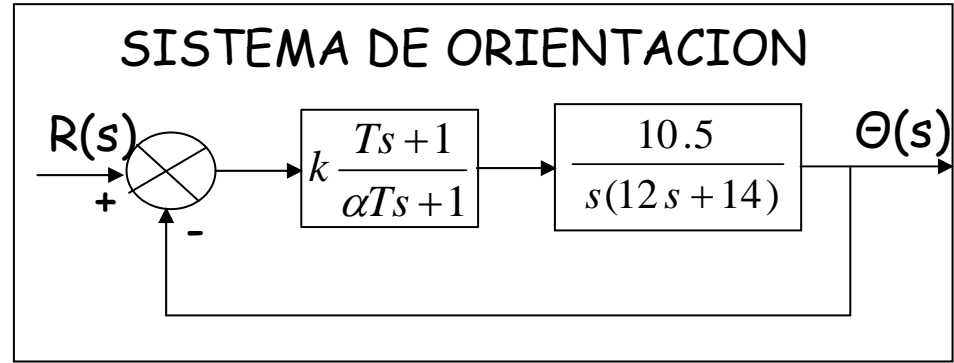 SISTEMA DE ORIENTACION
R(s)
+
-
k (Ts + 1)/(αTs + 1)
10.5/(s(12s + 14))
Θ(s)